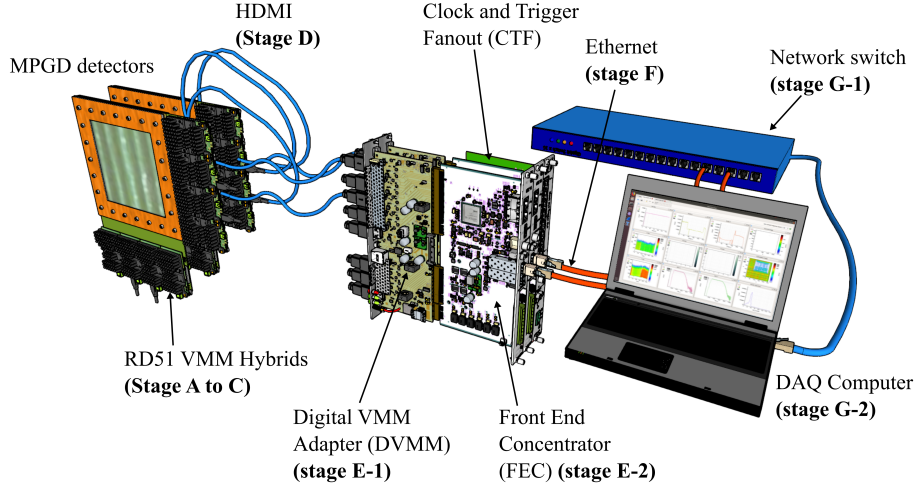 HDMI
(Stage D)
Clock and Trigger
Fanout (CTF)
Ethernet
(stage F)
Network switch
(stage G-1)
MPGD detectors
RD51 VMM Hybrids
(Stage A to C)
Digital VMM
Adapter (DVMM)
(stage E-1)
Front End
Concentrator
(FEC) (stage E-2)
DAQ Computer
(stage G-2)